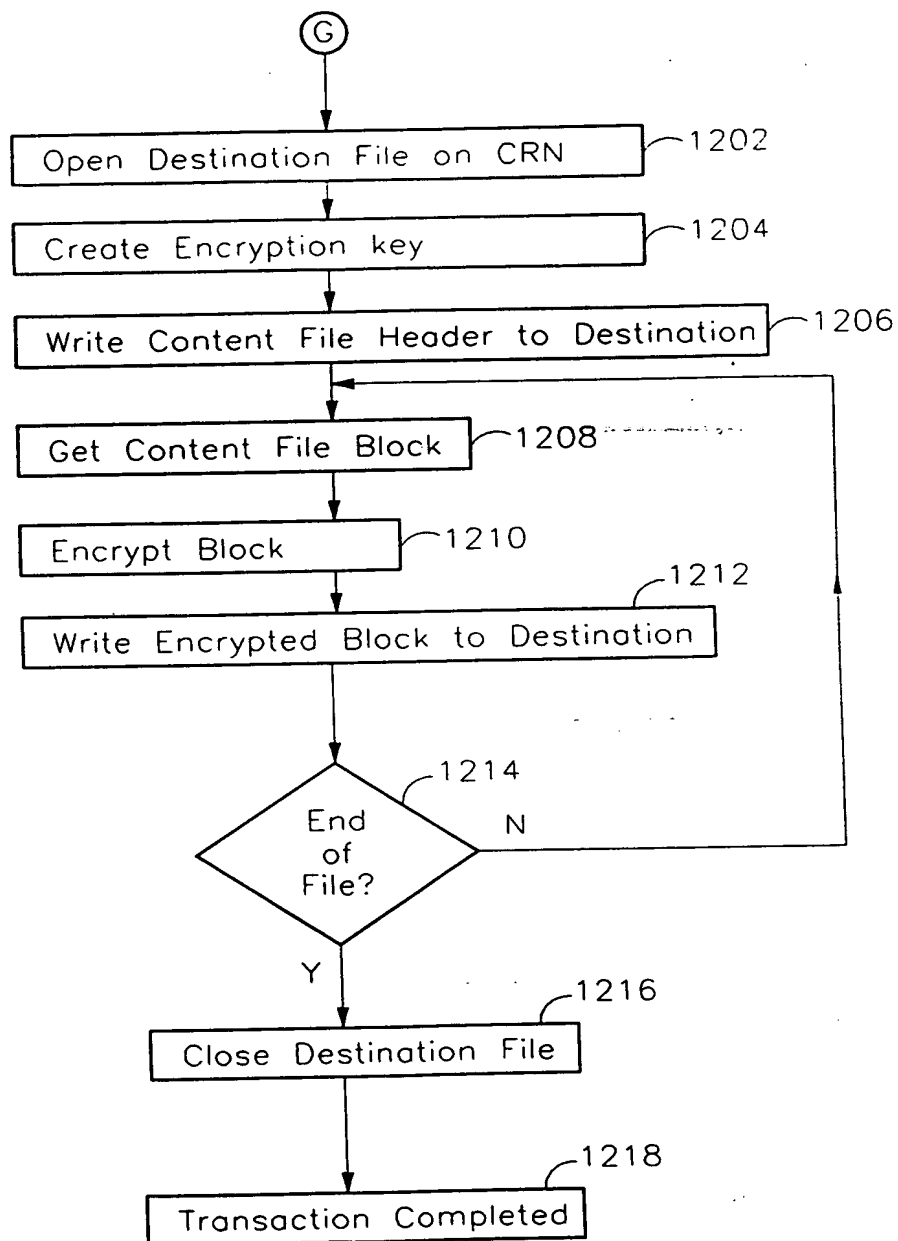 G
Open Destination File on CRN
1202
Create Encryption key
1204
Write Content File Header to Destination
1206
Get Content File Block
1208
Encrypt Block
1210
1212
Write Encrypted Block to Destination
1214
End
of
File?
N
Y
1216
Close Destination File
1218
Transaction Completed